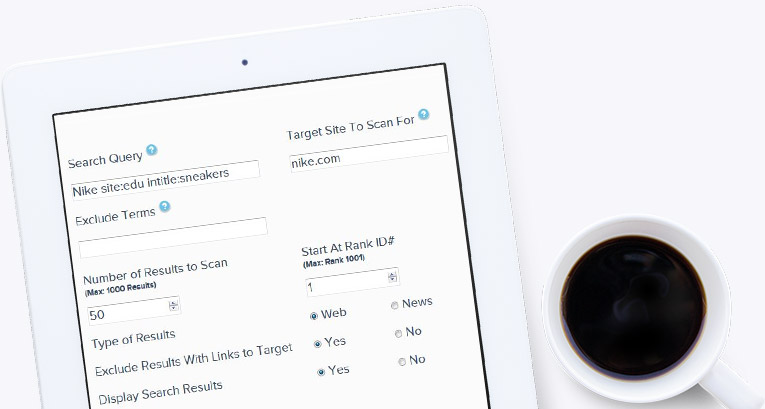 Search Query ?
Target Site To Scan For ?
Nike site:edu intitle:sneakers
nike.com
Exclude Terms ?
Number of Results to Scan
(Max: 1000 Results)
Start At Rank ID#
(Max: Rank 1001)
50
1
Type of Results
Web
News
Exclude Results With Links to Target
Yes
No
Display Search Results
Yes
No